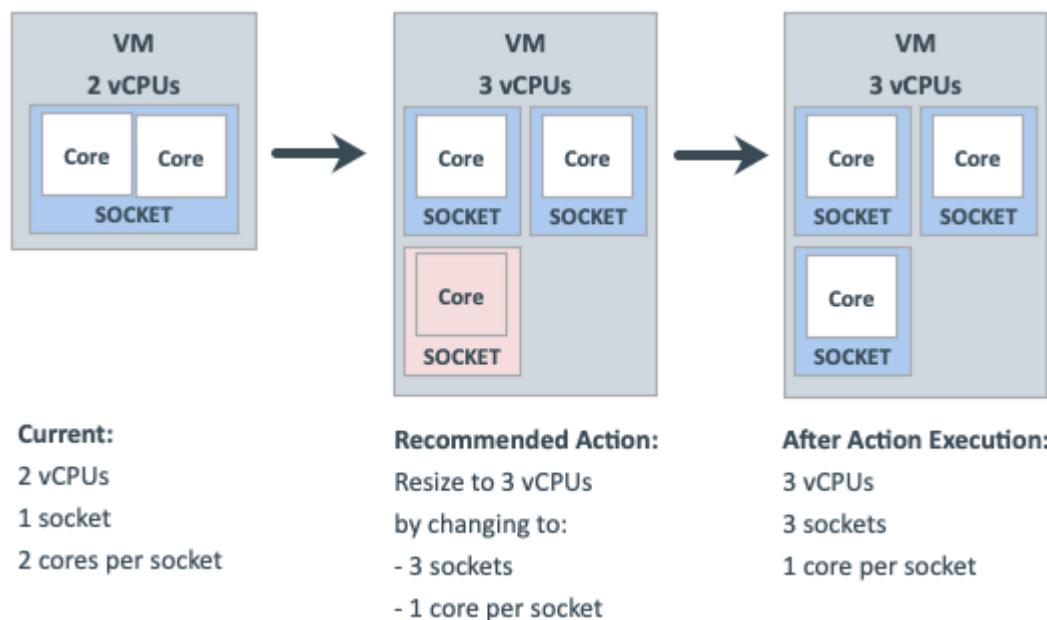 VM
2 vCPUs
Core
Core
SOCKET
VM
3 vCPUs
Core
SOCKET
Core
SOCKET
Core
SOCKET
VM
3 vCPUs
Core
SOCKET
Core
SOCKET
Core
SOCKET
Current:
2 vCPUs
1 socket
2 cores per socket
Recommended Action:
Resize to 3 vCPUs
by changing to:
- 3 sockets
- 1 core per socket
After Action Execution:
3 vCPUs
3 sockets
1 core per socket